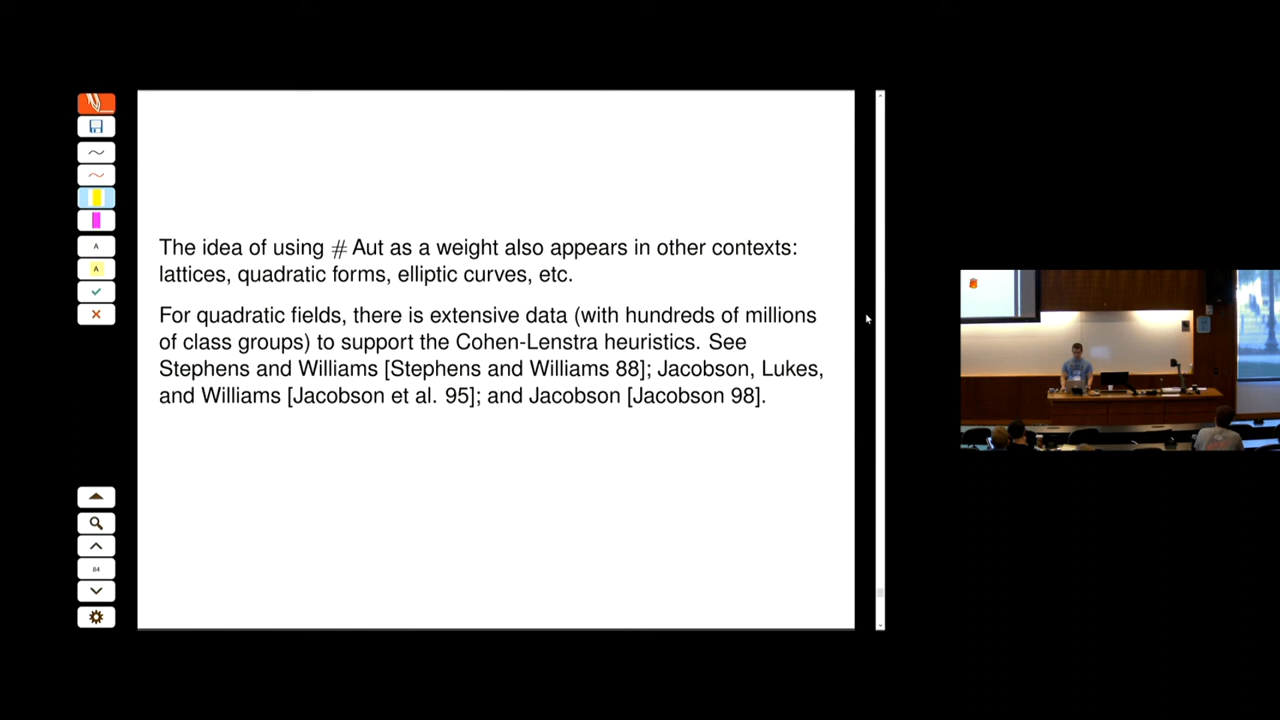 The idea of using # Aut as a weight also appears in other contexts:
lattices, quadratic forms, elliptic curves, etc.
For quadratic fields, there is extensive data (with hundreds of millions
of class groups) to support the Cohen-Lenstra heuristics. See
Stephens and Williams [Stephens and Williams 88]; Jacobson, Lukes,
and Williams [Jacobson et al. 95]; and Jacobson [Jacobson 98].
A
A
84